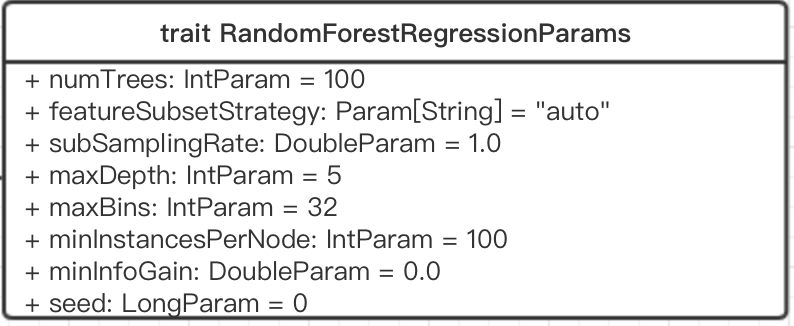 trait RandomForestRegressionParams
+ numTrees: IntParam = 100
+ featureSubsetStrategy: Param[String] = "auto"
+ subSamplingRate: DoubleParam = 1.0
+ maxDepth: IntParam = 5
+ maxBins: IntParam = 32
+ minInstancesPerNode: IntParam = 100
+ minInfoGain: DoubleParam = 0.0
+ seed: LongParam = 0